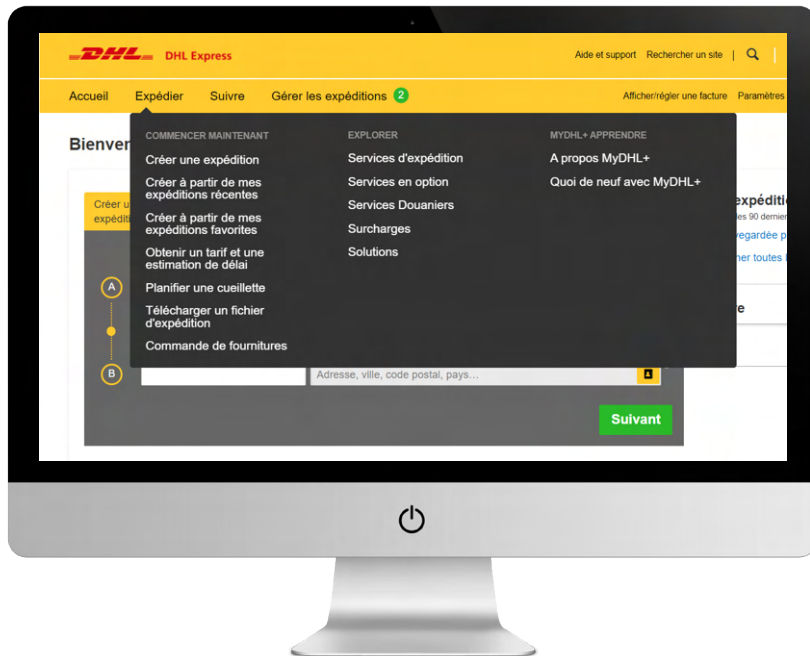 DHL DHL Express
Aide et support Rechercher un site |
Accueil Expédier Suivre Gérer les expéditions 2
Afficher/régler une facture Paramètres
Bienver
COMMENCER MAINTENANT
Créer une expédition
Créer à partir de mes
expéditions récentes
Créer à partir de mes
expéditions favorites
Obtenir un tarif et une
estimation de délai
Planifier une cueillette
Télécharger un fichier
d'expédition
Commande de fournitures
EXPLORER
Services d'expédition
Services en option
Services Douaniers
Surcharges
Solutions
MYDHL+ APPRENDRE
A propos MyDHL+
Quoi de neuf avec MyDHL+
Créer u
expéditi
A
B
Adresse, ville, code postal, pays…
Suivant
expéditi
les 90 dernier
vegardée p
ner toutes
e